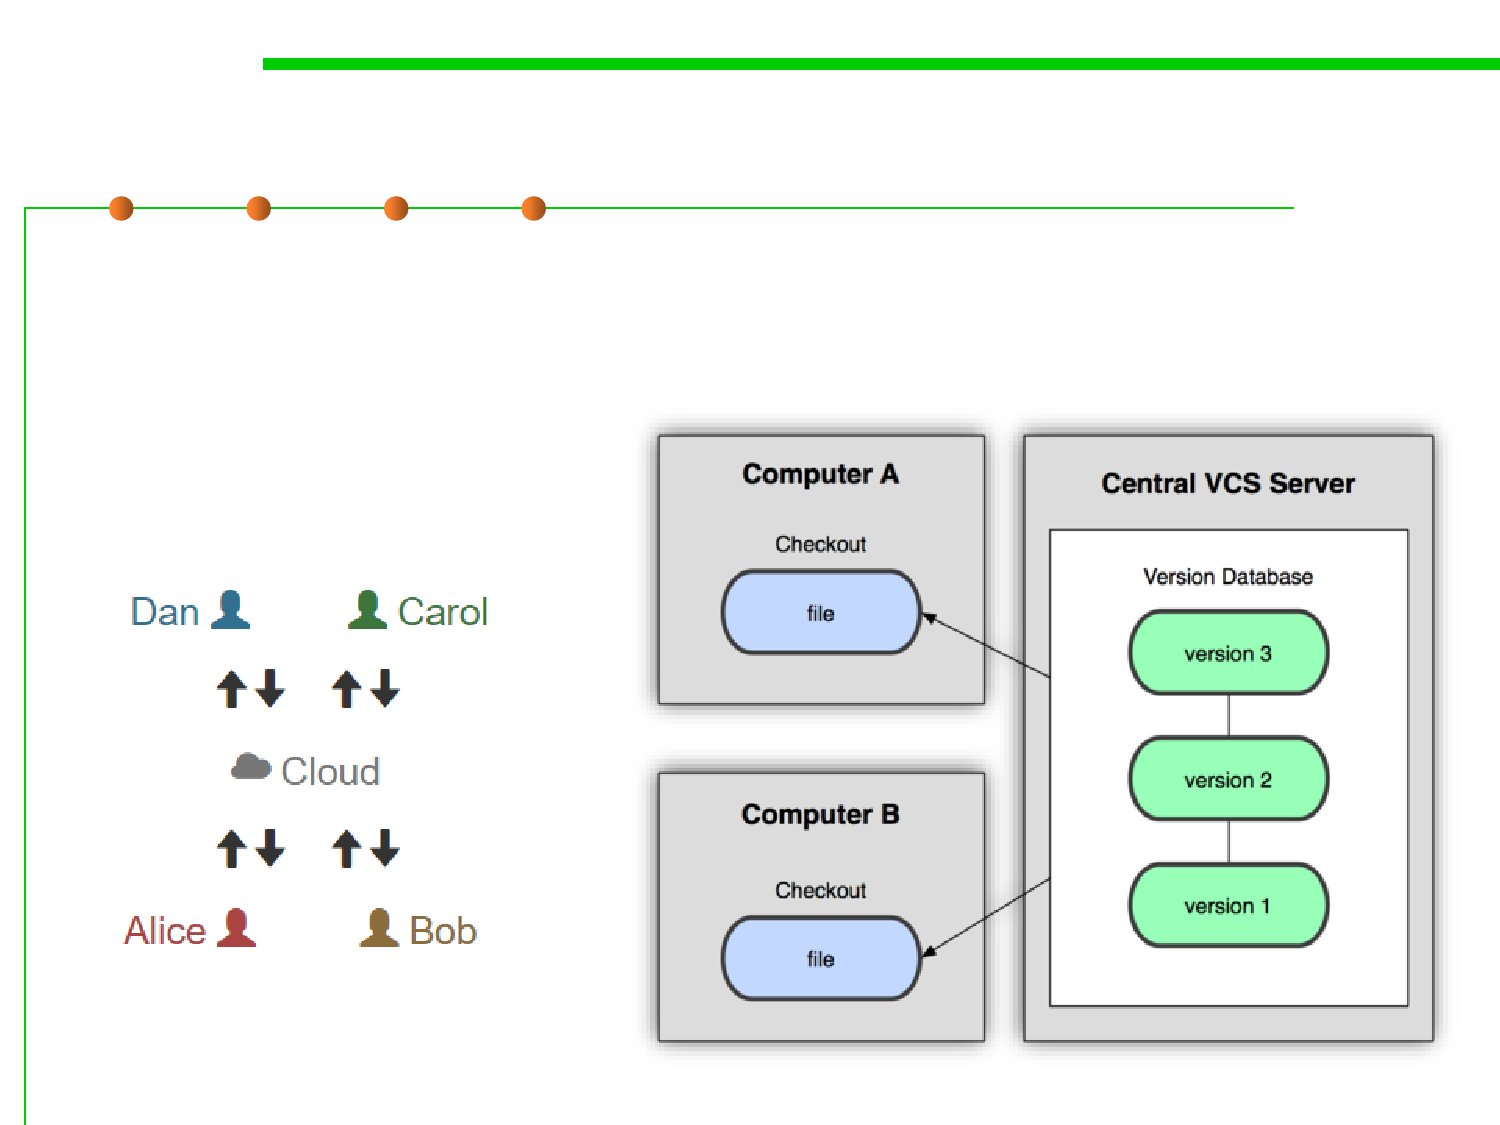 Dan
Carol
Cloud
Alice
Bob
Computer A
Checkout
file
Computer B
Checkout
file
Central VCS Server
Version Database
version 3
version 2
version 1